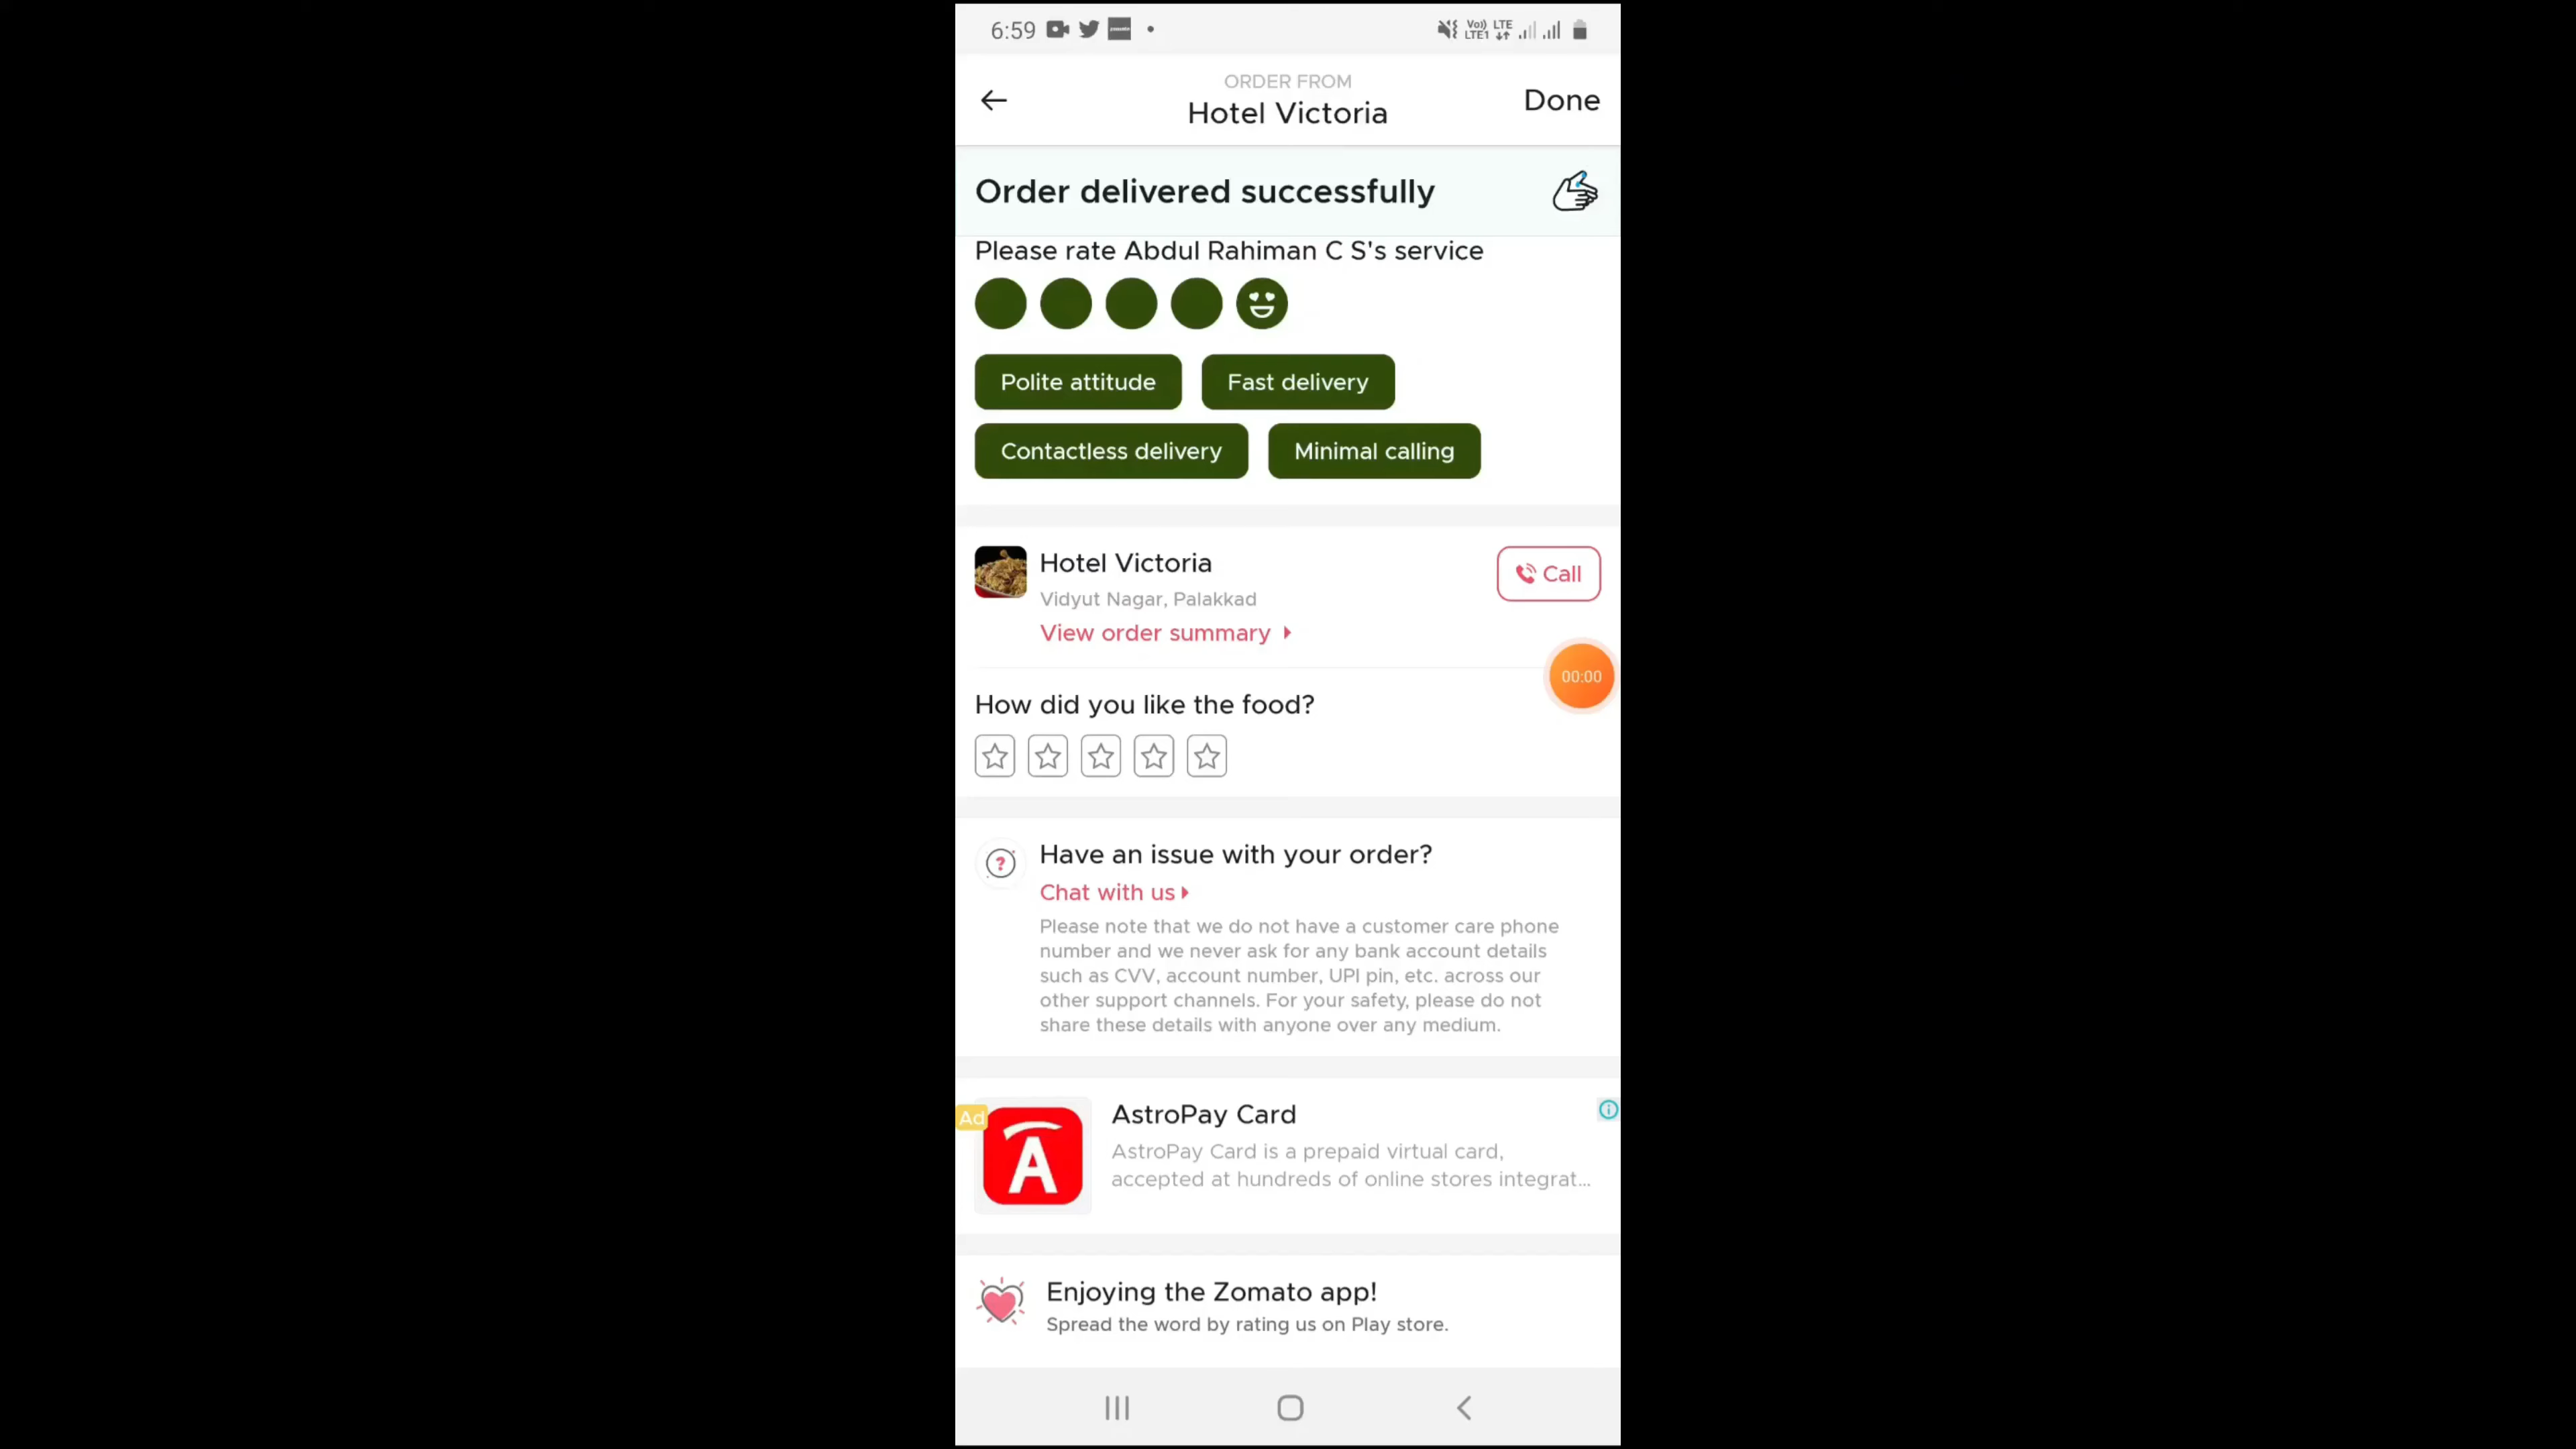 6:59
Vo)) LTE
LTE1
ORDER FROM
Hotel Victoria
Done
Order delivered successfully
Please rate Abdul Rahiman C S's service
Polite attitude
Fast delivery
Contactless delivery
Minimal calling
Hotel Victoria
Call
Vidyut Nagar, Palakkad
View order summary
00:00
How did you like the food?
Have an issue with your order?
Chat with us
Please note that we do not have a customer care phone
number and we never ask for any bank account details
such as CVV, account number, UPI pin, etc. across our
other support channels. For your safety, please do not
share these details with anyone over any medium.
Ad
A
AstroPay Card
AstroPay Card is a prepaid virtual card,
accepted at hundreds of online stores integrat...
Enjoying the Zomato app!
Spread the word by rating us on Play store.